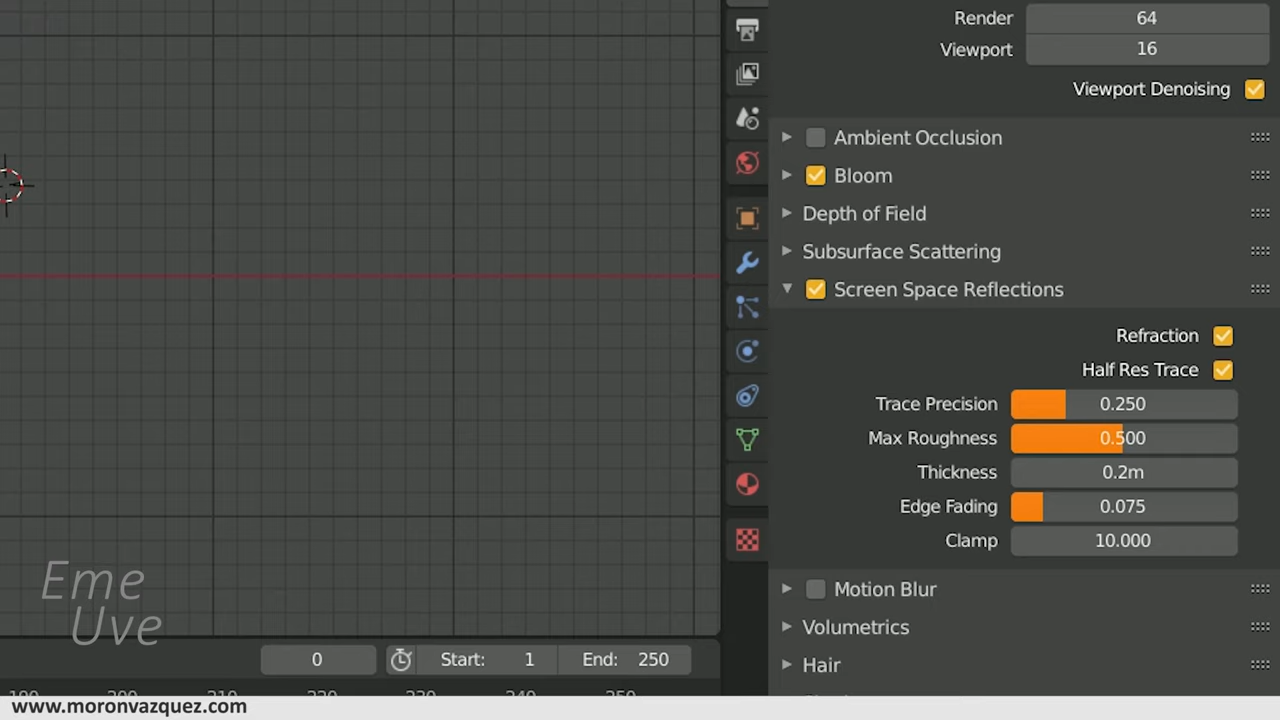 Render 64
Viewport 16
Viewport Denoising
Ambient Occlusion
Bloom
Depth of Field
Subsurface Scattering
Screen Space Reflections
Refraction
Half Res Trace
Trace Precision 0.250
Max Roughness 0.500
Thickness 0.2m
Edge Fading 0.075
Clamp 10.000
Motion Blur
Volumetrics
Hair
Eme
Uve
0 Start: 1 End: 250
www.moronvazquez.com